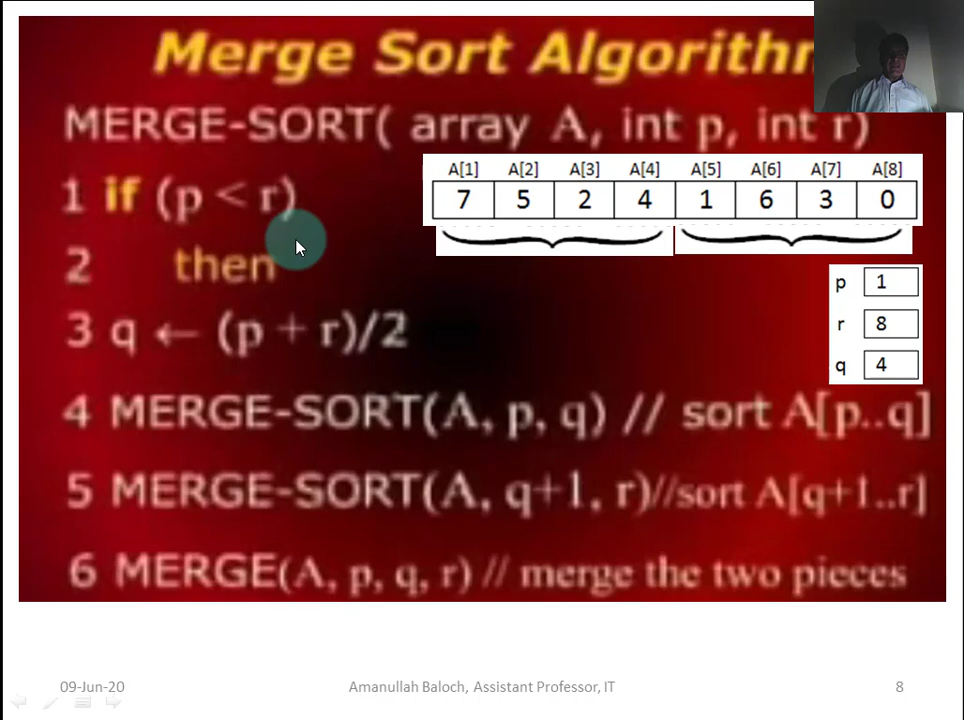 Merge Sort Algorith
MERGE-SORT( array A, int p, int r)
1 if (p < r)
2 then
3 q ← (p + r)/2
4 MERGE-SORT(A, p, q) // sort A[p..q]
5 MERGE-SORT(A, q+1, r)//sort A[q+1..r]
6 MERGE(A, p, q, r) // merge the two pieces
A[1] A[2] A[3] A[4] A[5] A[6] A[7] A[8]
7 5 2 4 1 6 3 0
p 1
r 8
q 4
09-Jun-20 Amanullah Baloch, Assistant Professor, IT 8